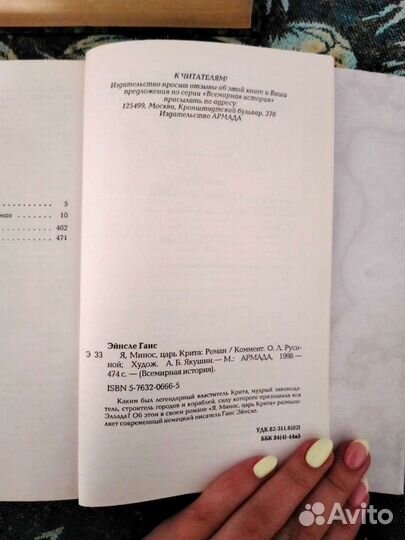 К ЧИТАТЕЛЯМ!
Издательство просит отзывы об этой книге и Ваши
предложения по серии «Всемирная история»
присылать по адресу:
125499, Москва, Кронштадтский бульвар, 37б
Издательство АРМАДА
5
10
462
471
Эйнсле Ганс
Э 33 Я, Минос, царь Крита: Роман / Коммент. О. Л. Руси-
ной; Худож. А. Б. Якушин.— М.: АРМАДА, 1998.—
474 с.— (Всемирная история).
ISBN 5-7632-0666-5
Каким был легендарный властитель Крита, мудрый законода-
тель, строитель городов и кораблей, силу которого признавала вся
Эллада? Об этом в своем романе «Я, Минос, царь Крита» размыш-
ляет современный немецкий писатель Ганс Эйнсле.
УДК 82-311.6(02)
ББК 84(4)-44я5
Avito